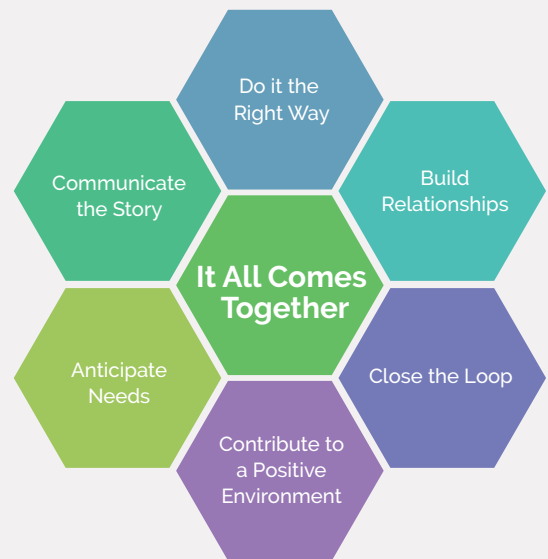 Do it the
Right Way
Build
Relationships
Close the Loop
Contribute to
a Positive
Environment
Anticipate
Needs
Communicate
the Story
It All Comes
Together